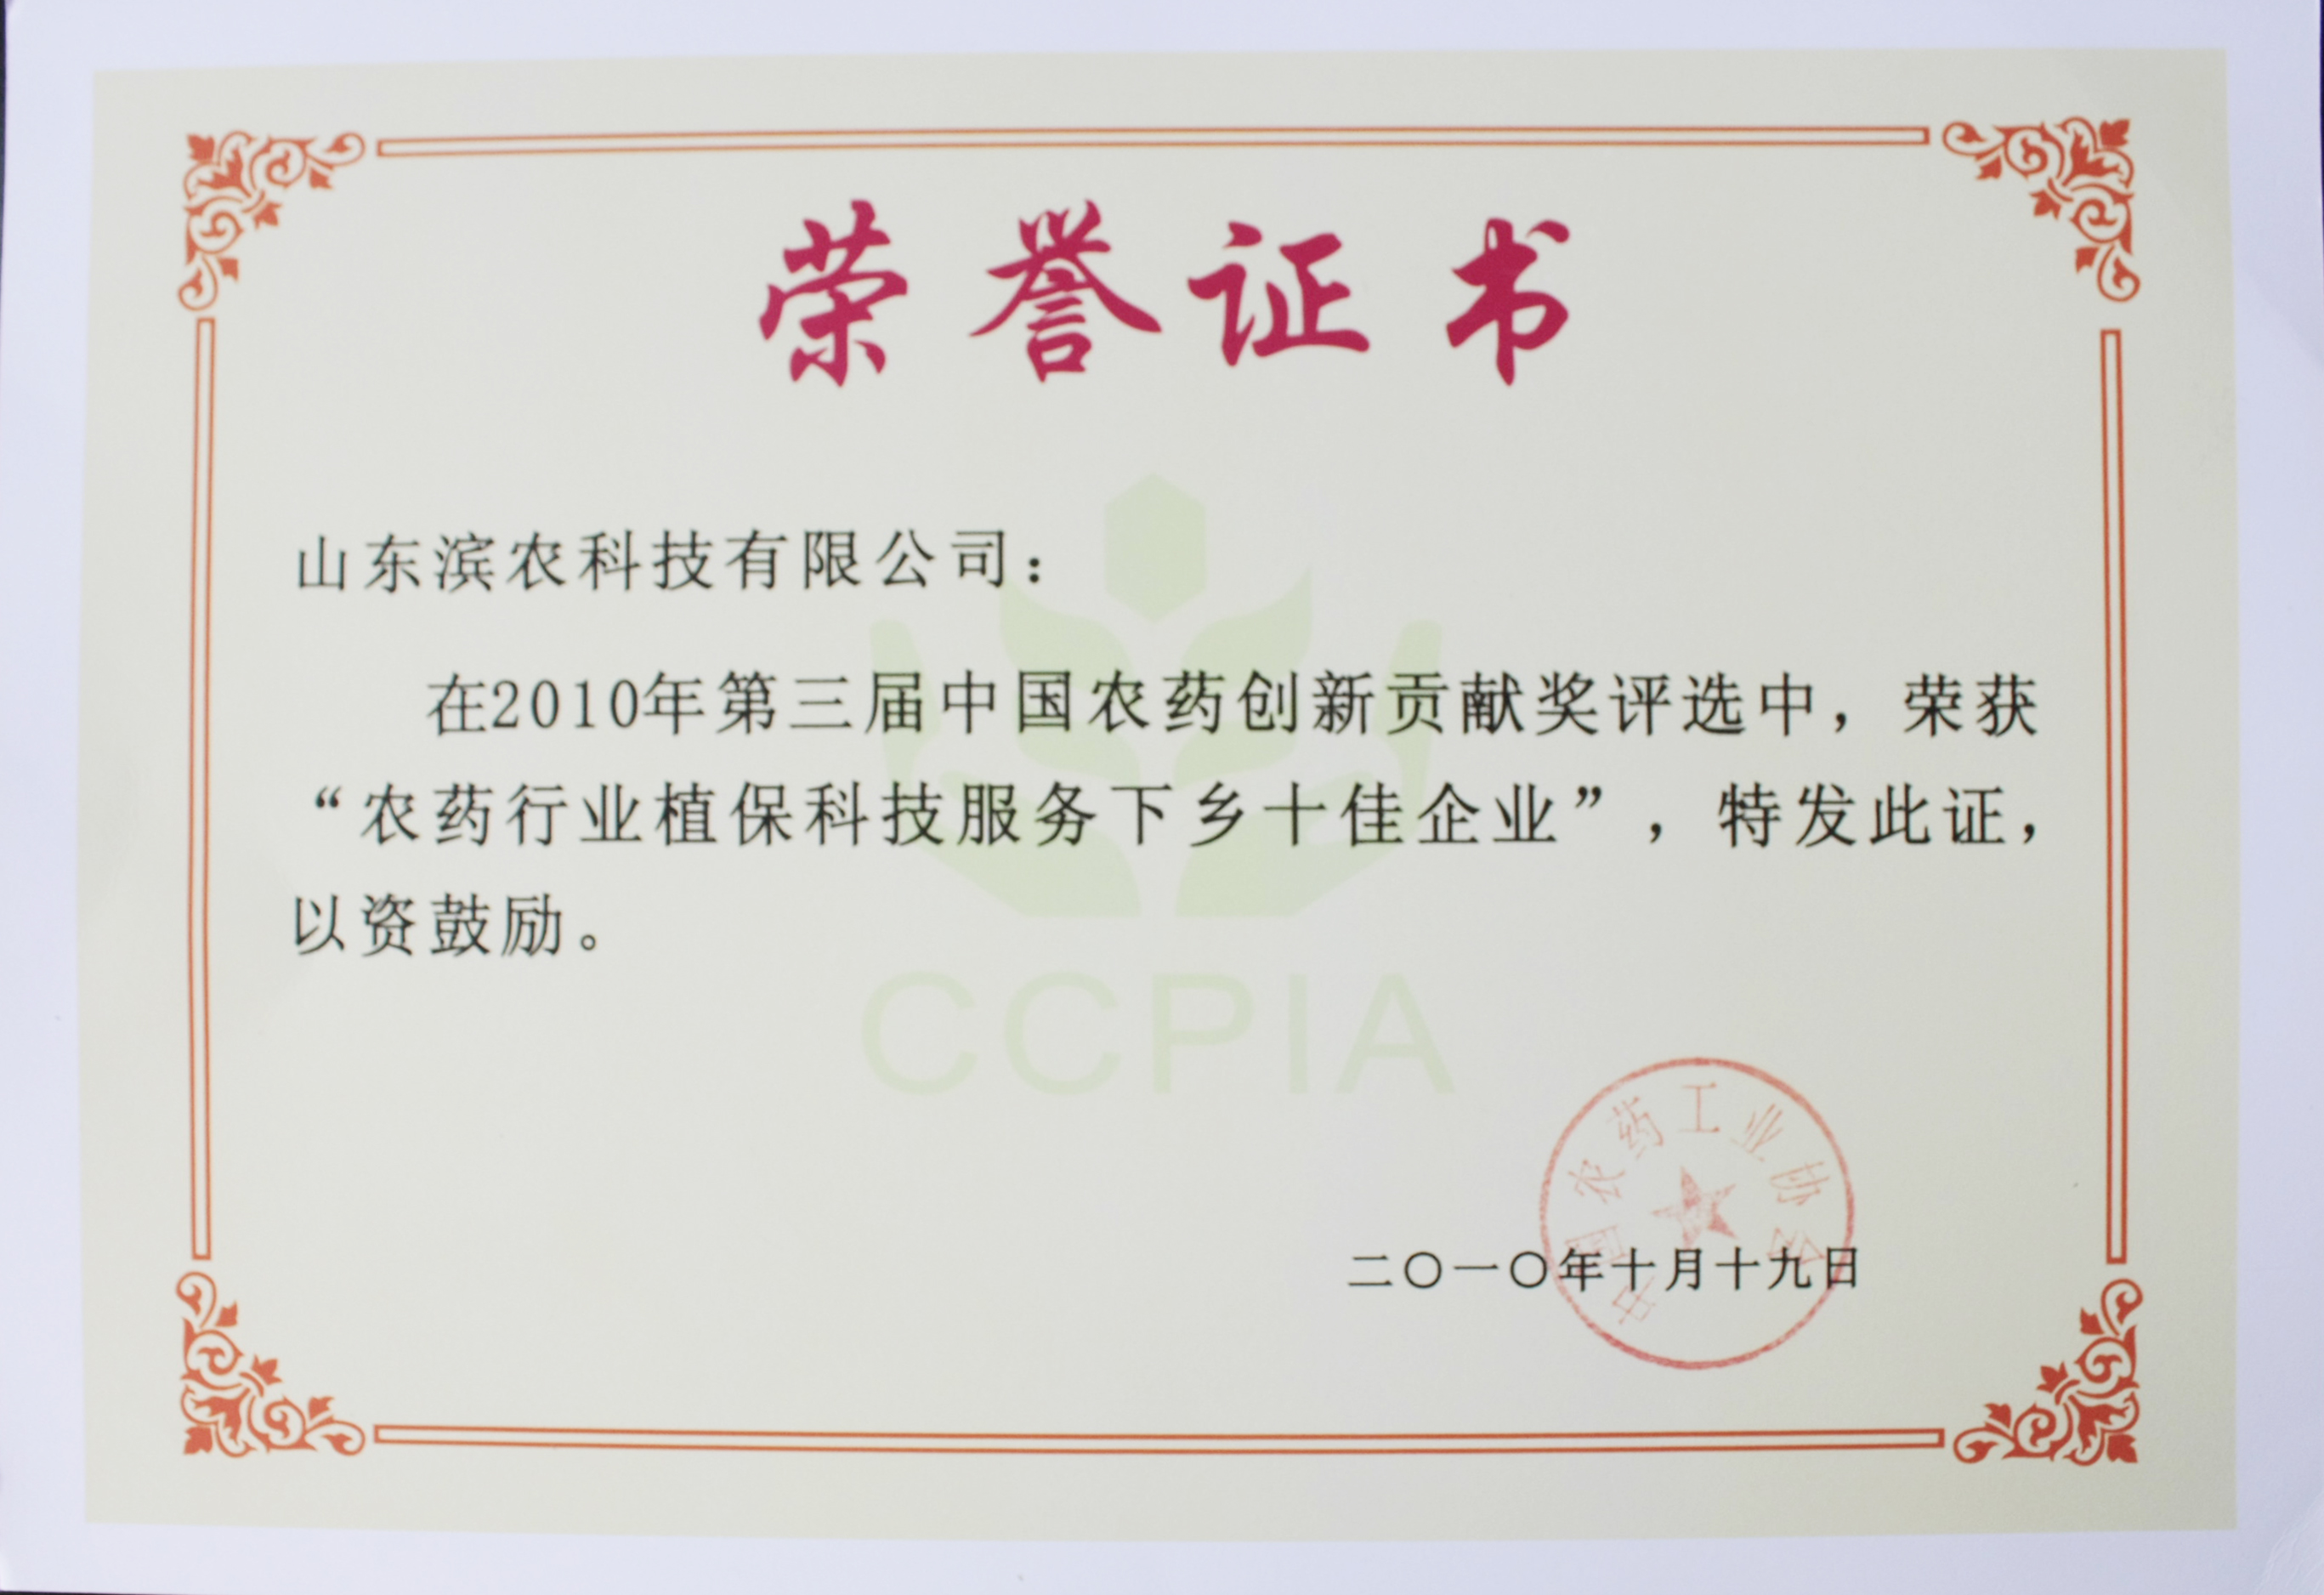 荣誉证书
山东滨农科技有限公司：
在2010年第三届中国农药创新贡献奖评选中，荣获
“农药行业植保科技服务下乡十佳企业”，特发此证，
以资鼓励。
CCPIA
中国农药工业协会
二〇一〇年十月十九日